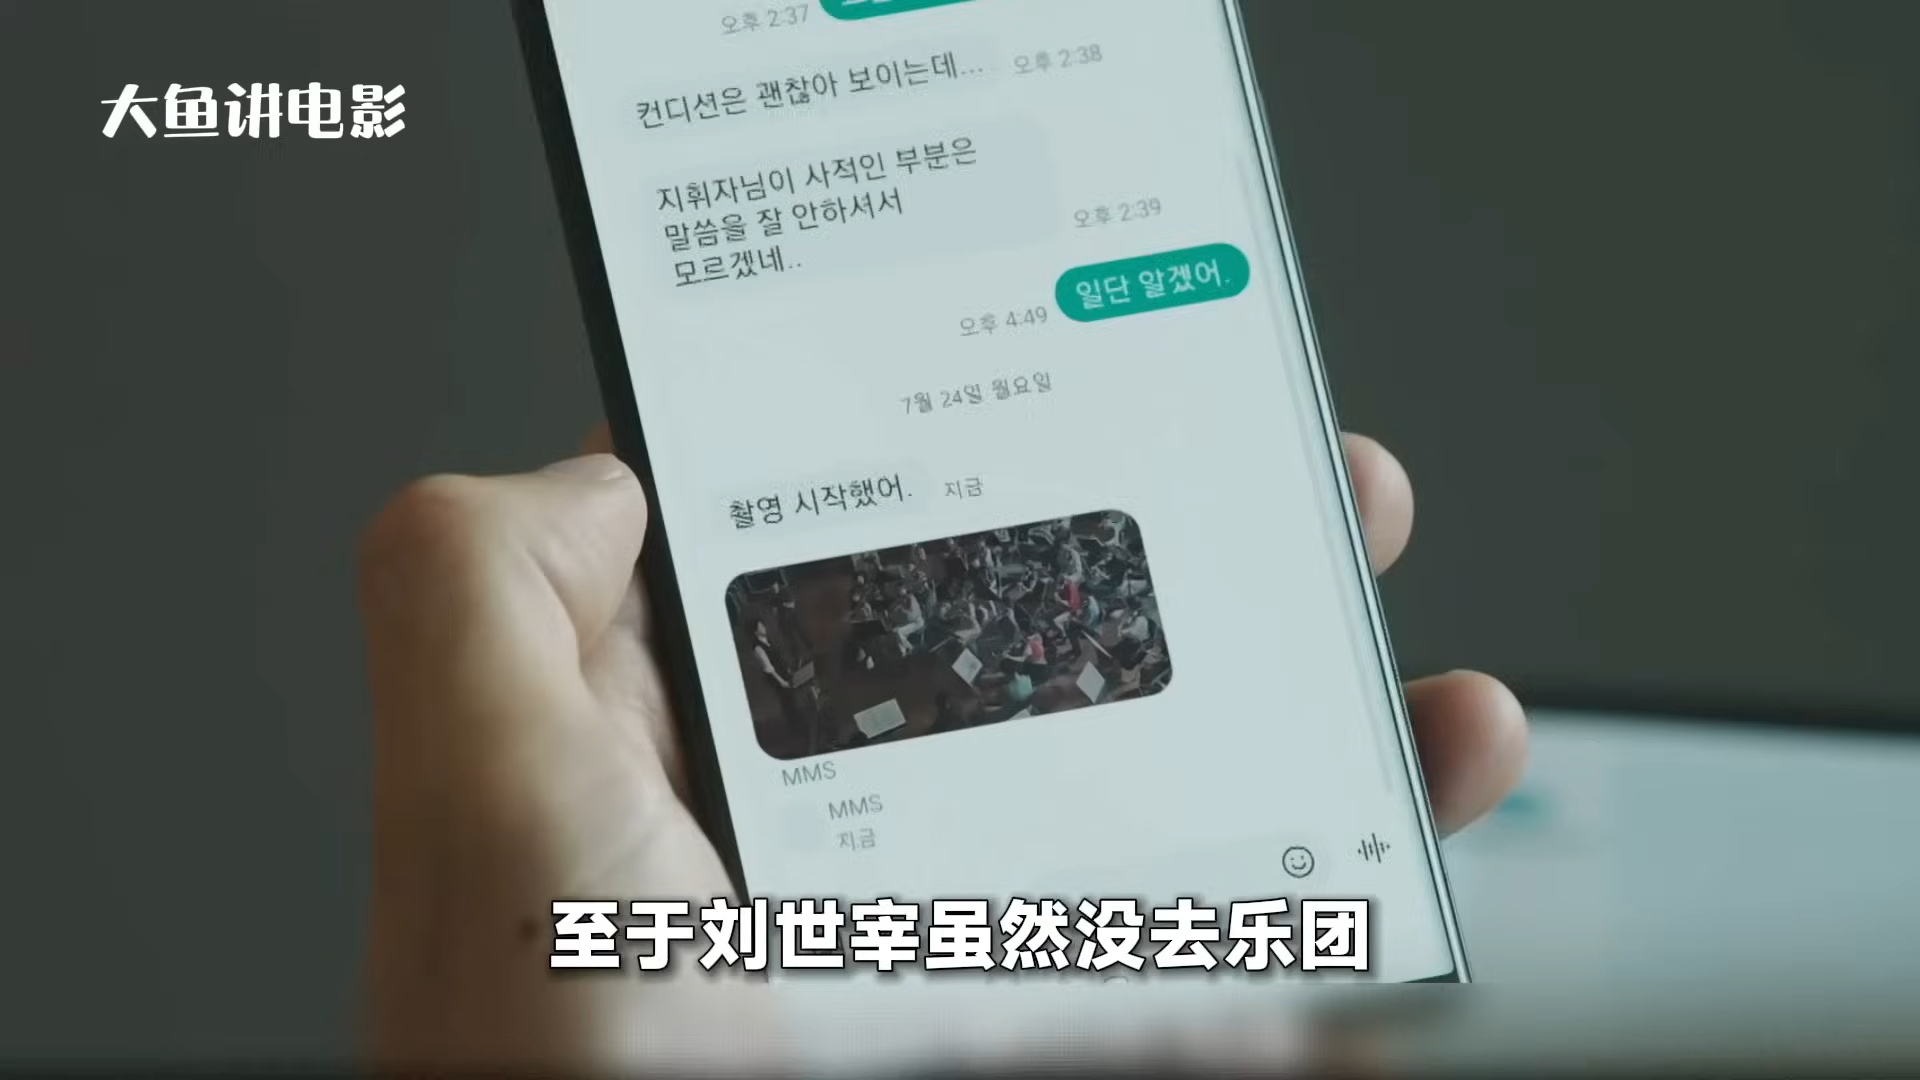 大鱼讲电影
오후 2:37
컨디션은 괜찮아 보이는데... 오후 2:38
지휘자님이 사적인 부분은
말씀을 잘 안하셔서
모르겠네.. 오후 2:39
오후 4:49 일단 알겠어.
7월 24일 월요일
촬영 시작했어. 지금
MMS
MMS
지금
至于刘世宰虽然没去乐团